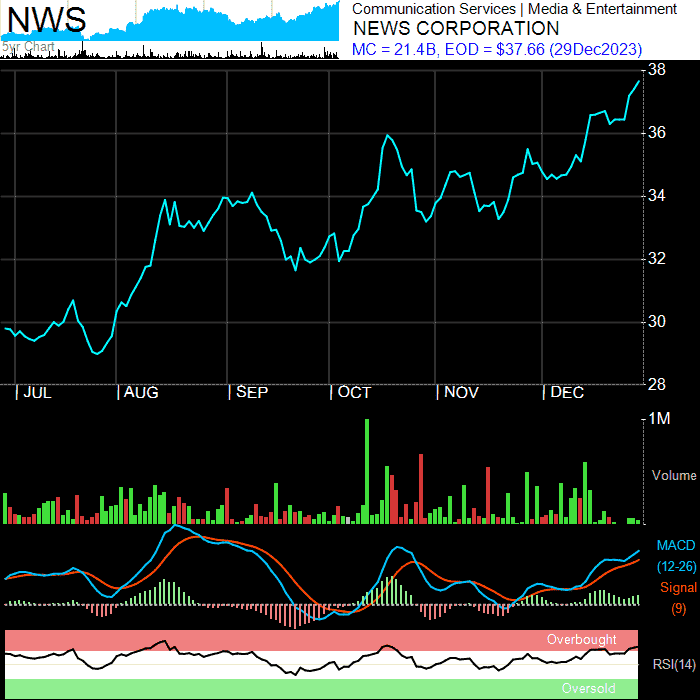 NWS
5yr Chart
Communication Services | Media & Entertainment
NEWS CORPORATION
MC = 21.4B, EOD = $37.66 (29Dec2023)
38
36
34
32
30
28
| JUL | AUG | SEP | OCT | NOV | DEC
1M
Volume
MACD
(12-26)
Signal
(9)
Overbought
RSI(14)
Oversold